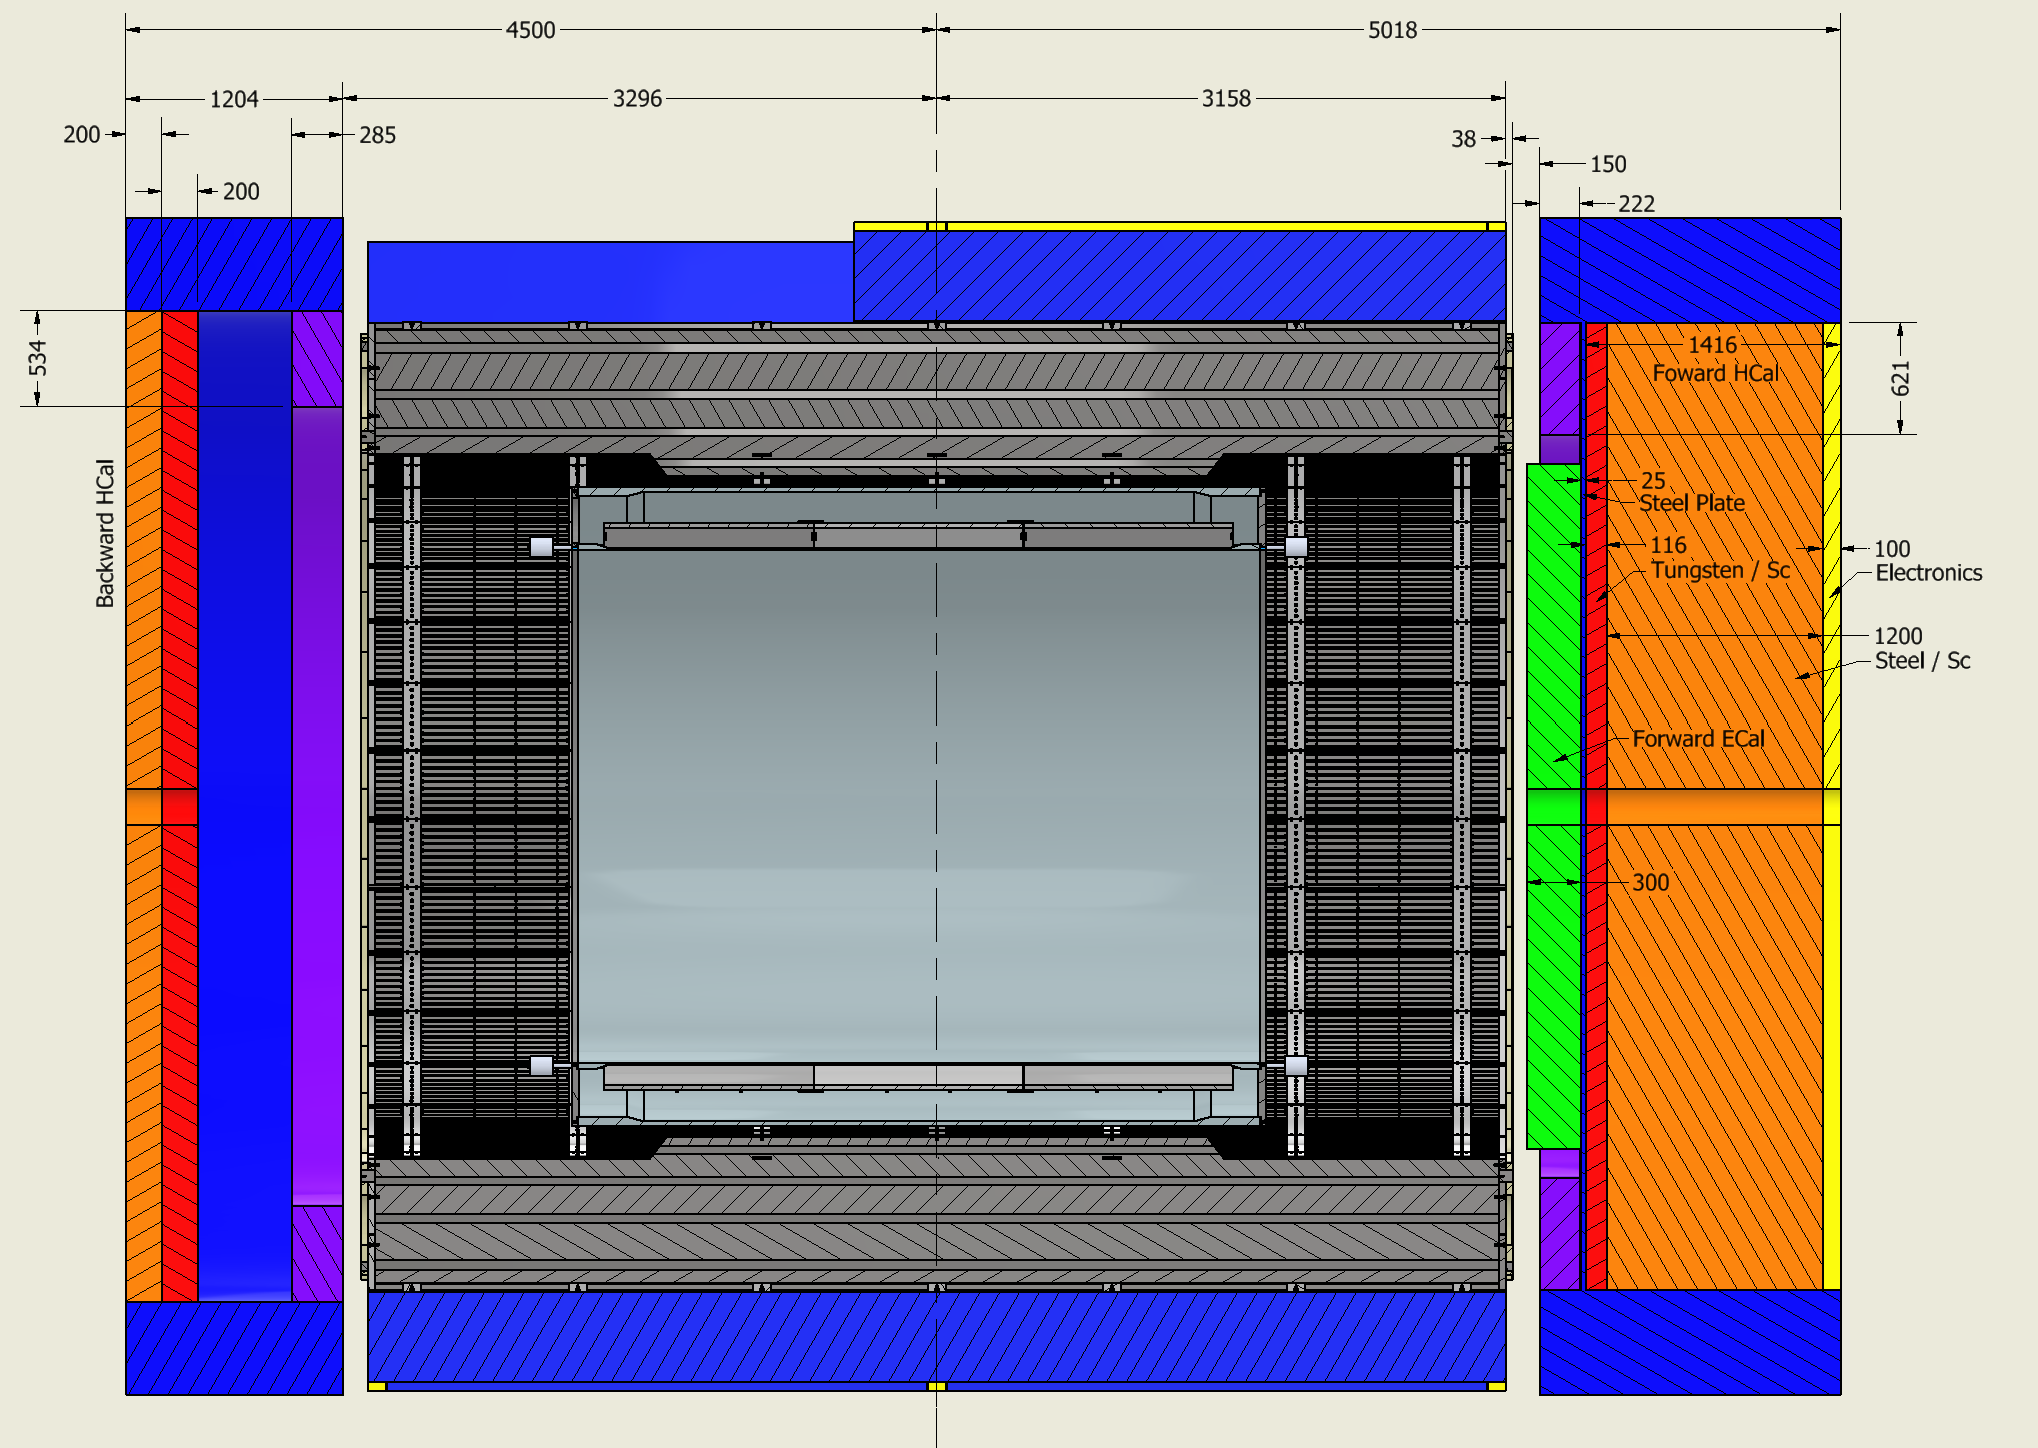 4500
5018
1204
3296
3158
200
285
38
150
200
222
534
1416
Foward HCal
621
Backward HCal
25
Steel Plate
116
Tungsten / Sc
100
Electronics
1200
Steel / Sc
Forward ECal
300